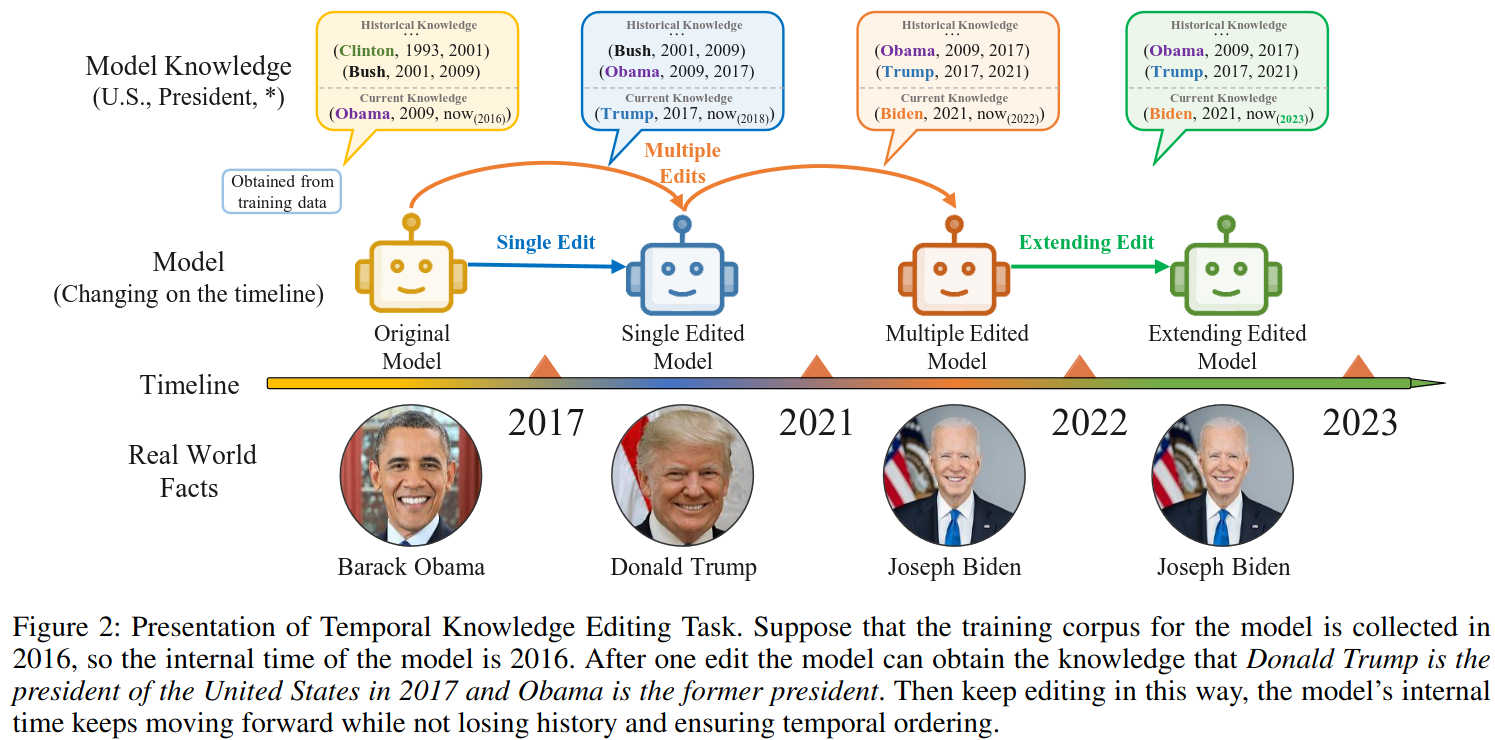 Historical Knowledge
...
(Clinton, 1993, 2001)
(Bush, 2001, 2009)
Current Knowledge
(Obama, 2009, now(2016))
Historical Knowledge
...
(Bush, 2001, 2009)
(Obama, 2009, 2017)
Current Knowledge
(Trump, 2017, now(2018))
Historical Knowledge
...
(Obama, 2009, 2017)
(Trump, 2017, 2021)
Current Knowledge
(Biden, 2021, now(2022))
Historical Knowledge
...
(Obama, 2009, 2017)
(Trump, 2017, 2021)
Current Knowledge
(Biden, 2021, now(2023))
Model Knowledge
(U.S., President, *)
Obtained from
training data
Multiple
Edits
Single Edit
Extending Edit
Model
(Changing on the timeline)
Original
Model
Single Edited
Model
Multiple Edited
Model
Extending Edited
Model
Timeline
2017
2021
2022
2023
Real World
Facts
Barack Obama
Donald Trump
Joseph Biden
Joseph Biden
Figure 2: Presentation of Temporal Knowledge Editing Task. Suppose that the training corpus for the model is collected in
2016, so the internal time of the model is 2016. After one edit the model can obtain the knowledge that Donald Trump is the
president of the United States in 2017 and Obama is the former president. Then keep editing in this way, the model's internal
time keeps moving forward while not losing history and ensuring temporal ordering.